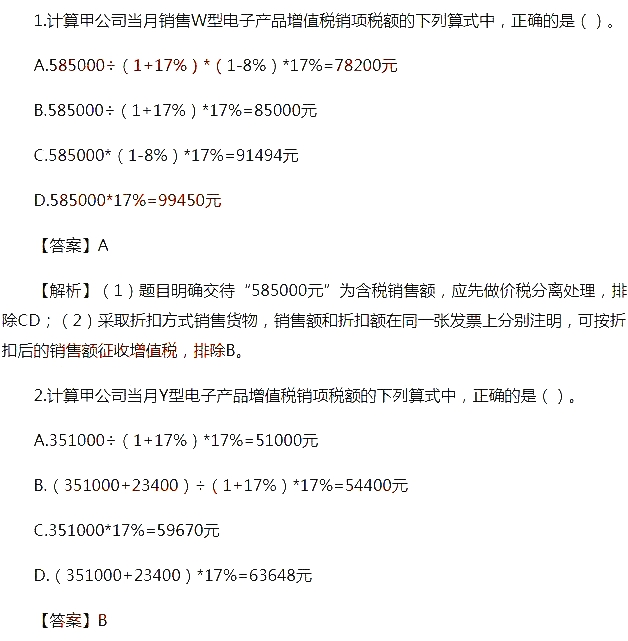 1.计算甲公司当月销售W型电子产品增值税销项税额的下列算式中，正确的是（ ）。
A.585000÷（1+17%）*（1-8%）*17%=78200元
B.585000÷（1+17%）*17%=85000元
C.585000*（1-8%）*17%=91494元
D.585000*17%=99450元
【答案】A
【解析】（1）题目明确交待“585000元”为含税销售额，应先做价税分离处理，排
除CD；（2）采取折扣方式销售货物，销售额和折扣额在同一张发票上分别注明，可按折
扣后的销售额征收增值税，排除B。
2.计算甲公司当月Y型电子产品增值税销项税额的下列算式中，正确的是（ ）。
A.351000÷（1+17%）*17%=51000元
B.（351000+23400）÷（1+17%）*17%=54400元
C.351000*17%=59670元
D.（351000+23400）*17%=63648元
【答案】B